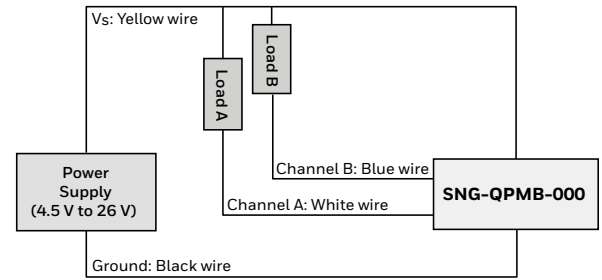 Vs: Yellow wire
Load A
Load B
Channel B: Blue wire
Channel A: White wire
Power
Supply
(4.5 V to 26 V)
SNG-QPMB-000
Ground: Black wire